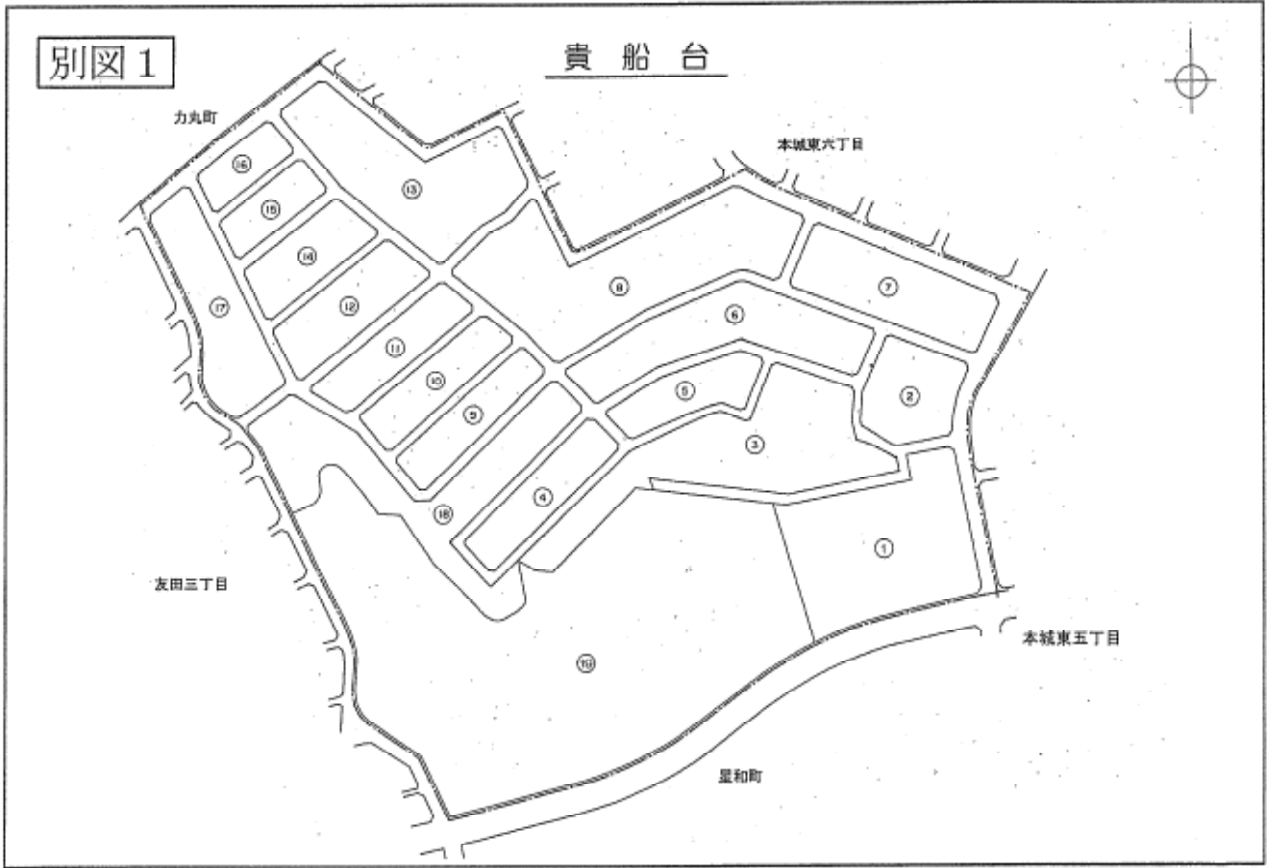 別図1
貴船台
力丸町
本城東六丁目
⑯
⑬
⑮
⑭
⑧
⑦
⑰
⑫
⑥
⑪
⑩
⑤
②
⑨
③
④
⑱
①
友田三丁目
本城東五丁目
⑲
星和町